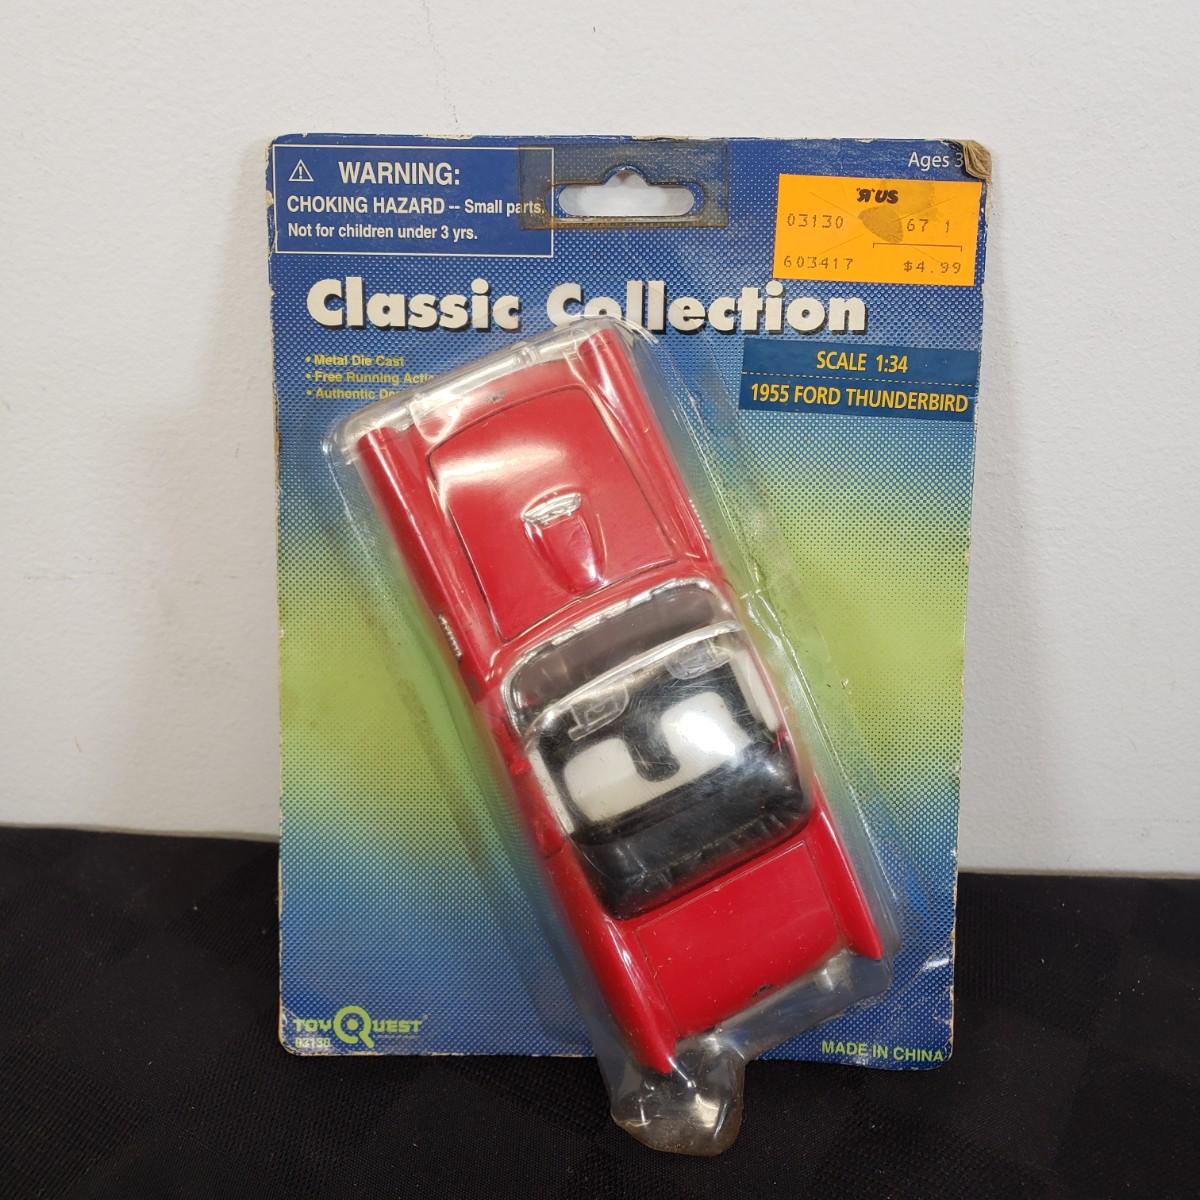 WARNING:
CHOKING HAZARD -- Small parts.
Not for children under 3 yrs.
Ages 3
"R"US
03130 67 1
603417 $4.99
Classic Collection
• Metal Die Cast
• Free Running
• Authentic
SCALE 1:34
1955 FORD THUNDERBIRD
TOY QUEST
03130
MADE IN CHINA